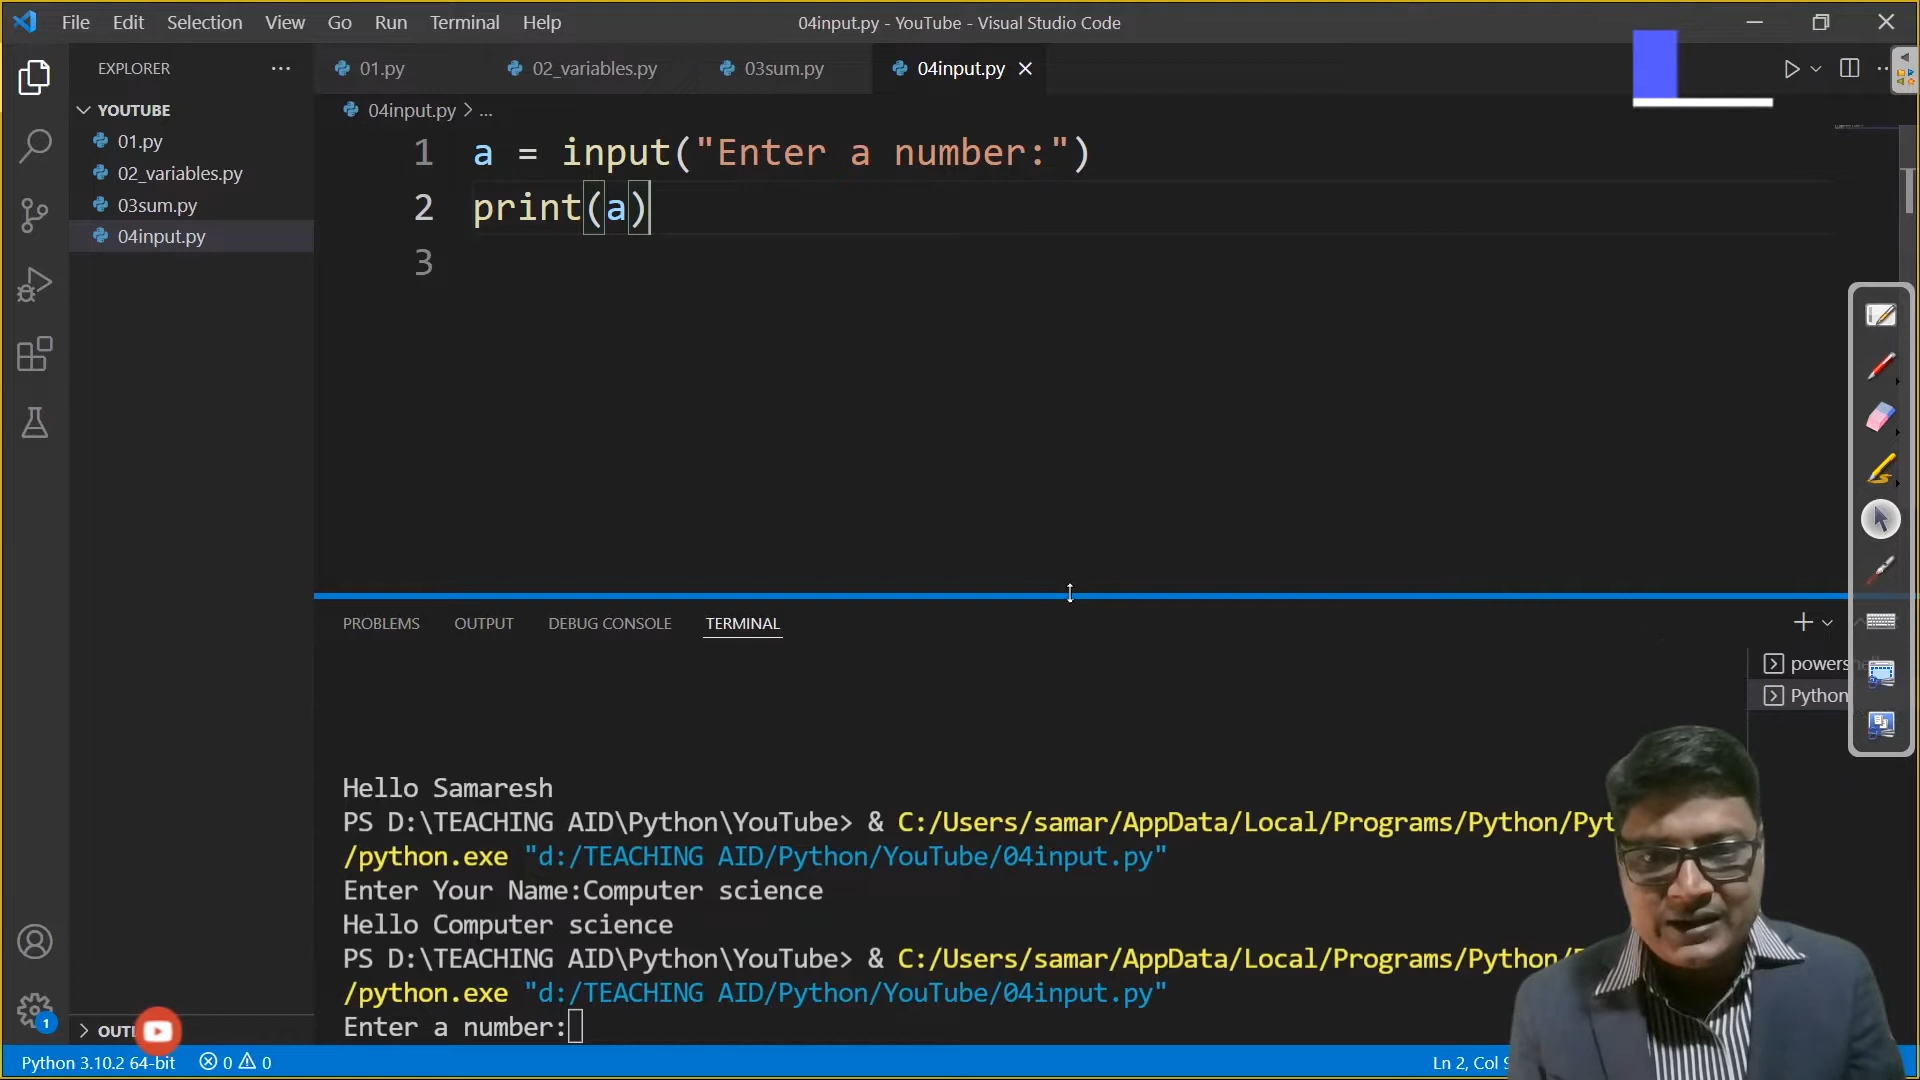 File Edit Selection View Go Run Terminal Help
04input.py - YouTube - Visual Studio Code
EXPLORER
YOUTUBE
01.py
02_variables.py
03sum.py
04input.py
01.py 02_variables.py 03sum.py 04input.py
04input.py > ...
1 a = input("Enter a number:")
2 print(a)
3
PROBLEMS OUTPUT DEBUG CONSOLE TERMINAL
Hello Samaresh
PS D:\TEACHING AID\Python\YouTube> & C:/Users/samar/AppData/Local/Programs/Python/Pyt
/python.exe "d:/TEACHING AID/Python/YouTube/04input.py"
Enter Your Name:Computer science
Hello Computer science
PS D:\TEACHING AID\Python\YouTube> & C:/Users/samar/AppData/Local/Programs/Python/
/python.exe "d:/TEACHING AID/Python/YouTube/04input.py"
Enter a number:
powersh
Python
1
OUT
Python 3.10.2 64-bit 0 0
Ln 2, Col